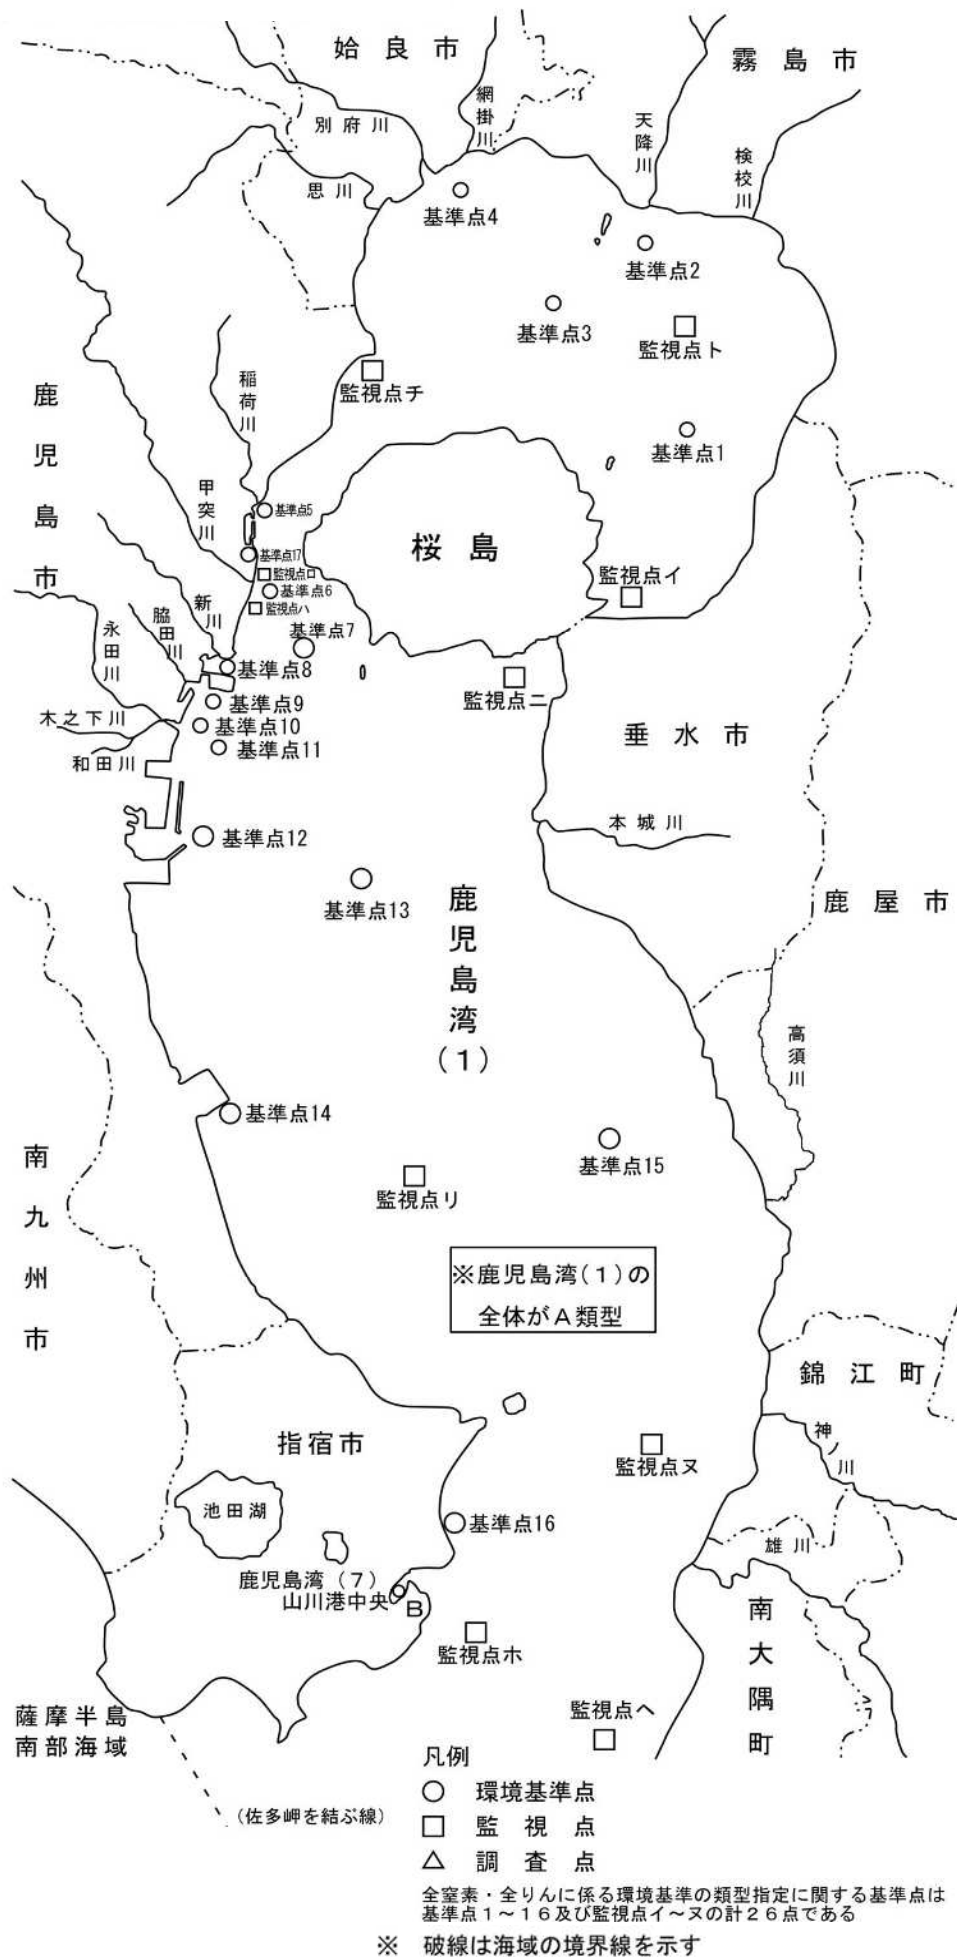 姶良市
霧島市
別府川
網掛川
天降川
検校川
思川
基準点4
基準点2
基準点3
監視点ト
監視点チ
稲荷川
鹿児島市
基準点1
甲突川
基準点5
桜島
基準点17
監視点ロ
基準点6
監視点ハ
監視点イ
新川
脇田川
永田川
基準点7
基準点8
監視点ニ
基準点9
木之下川
基準点10
基準点11
和田川
垂水市
本城川
基準点12
基準点13
鹿屋市
鹿児島湾
(1)
高須川
基準点14
基準点15
監視点リ
南九州市
※鹿児島湾(1)の
全体がA類型
錦江町
指宿市
神ノ川
監視点ヌ
池田湖
基準点16
雄川
鹿児島湾(7)
山川港中央
B
南大隅町
監視点ホ
薩摩半島
南部海域
監視点ヘ
(佐多岬を結ぶ線)
凡例
○ 環境基準点
□ 監視点
△ 調査点
全窒素・全りんに係る環境基準の類型指定に関する基準点は
基準点1~16及び監視点イ~ヌの計26点である
※ 破線は海域の境界線を示す